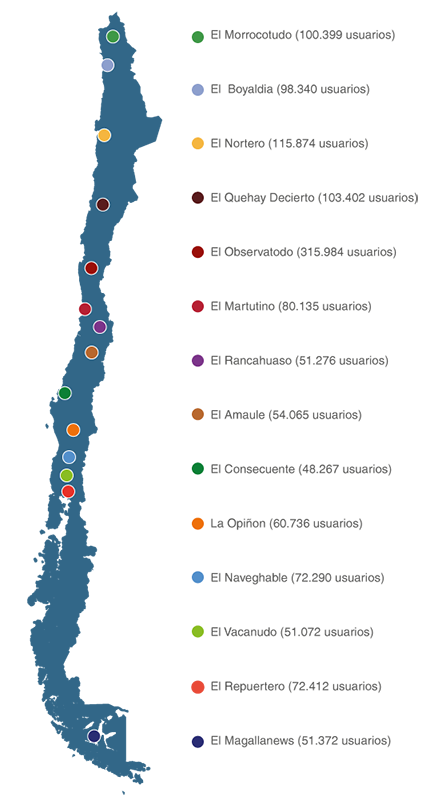 El Morrocotudo (100.399 usuarios)
El Boyaldia (98.340 usuarios)
El Nortero (115.874 usuarios)
El Quehay Decierto (103.402 usuarios)
El Observatodo (315.984 usuarios)
El Martutino (80.135 usuarios)
El Rancahuaso (51.276 usuarios)
El Amaule (54.065 usuarios)
El Consecuente (48.267 usuarios)
La Opiñon (60.736 usuarios)
El Naveghable (72.290 usuarios)
El Vacanudo (51.072 usuarios)
El Repuertero (72.412 usuarios)
El Magallanews (51.372 usuarios)